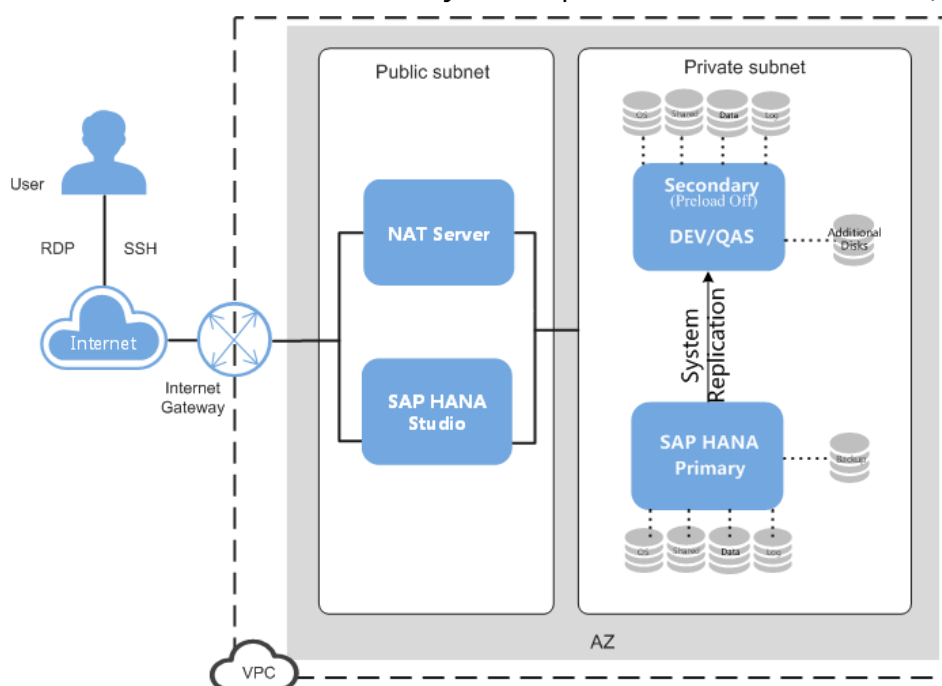 Public subnet
Private subnet
OS
Shared
Data
Log
User
RDP
SSH
Internet
Internet
Gateway
NAT Server
SAP HANA
Studio
Secondary
(Preload Off)
DEV/QAS
Additional
Disks
System
Replication
SAP HANA
Primary
Backup
OS
Shared
Data
Log
AZ
VPC